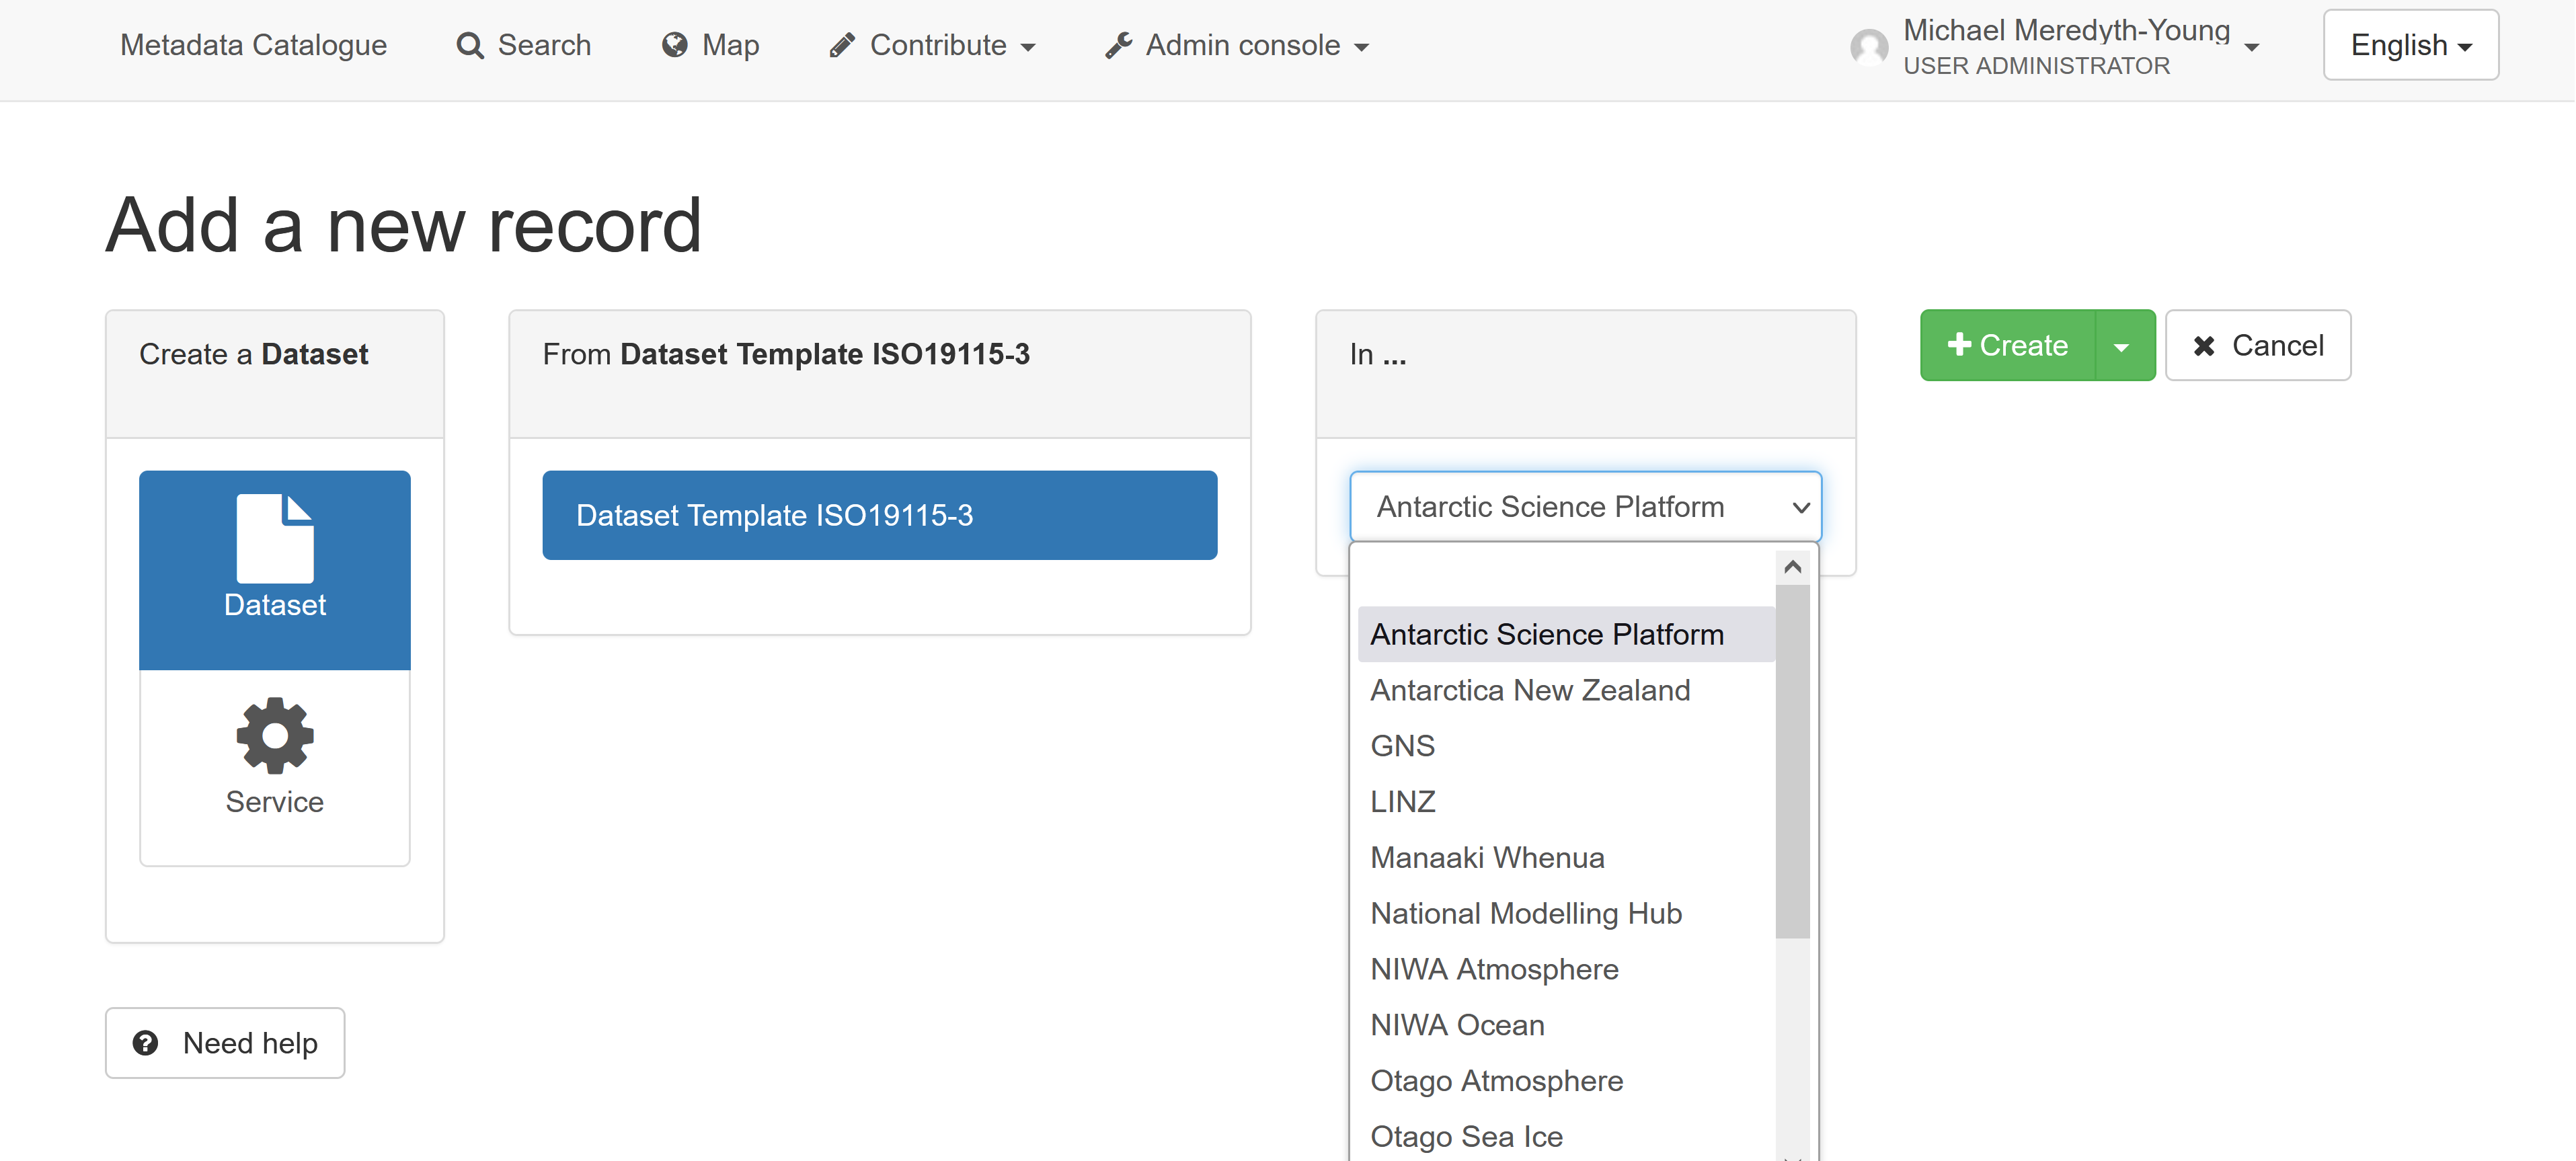 Metadata Catalogue
Search
Map
Contribute
Admin console
Michael Meredyth-Young
USER ADMINISTRATOR
English
Add a new record
Create a Dataset
Dataset
Service
From Dataset Template ISO19115-3
Dataset Template ISO19115-3
In ...
Antarctic Science Platform
Antarctic Science Platform
Antarctica New Zealand
GNS
LINZ
Manaaki Whenua
National Modelling Hub
NIWA Atmosphere
NIWA Ocean
Otago Atmosphere
Otago Sea Ice
Create
Cancel
Need help